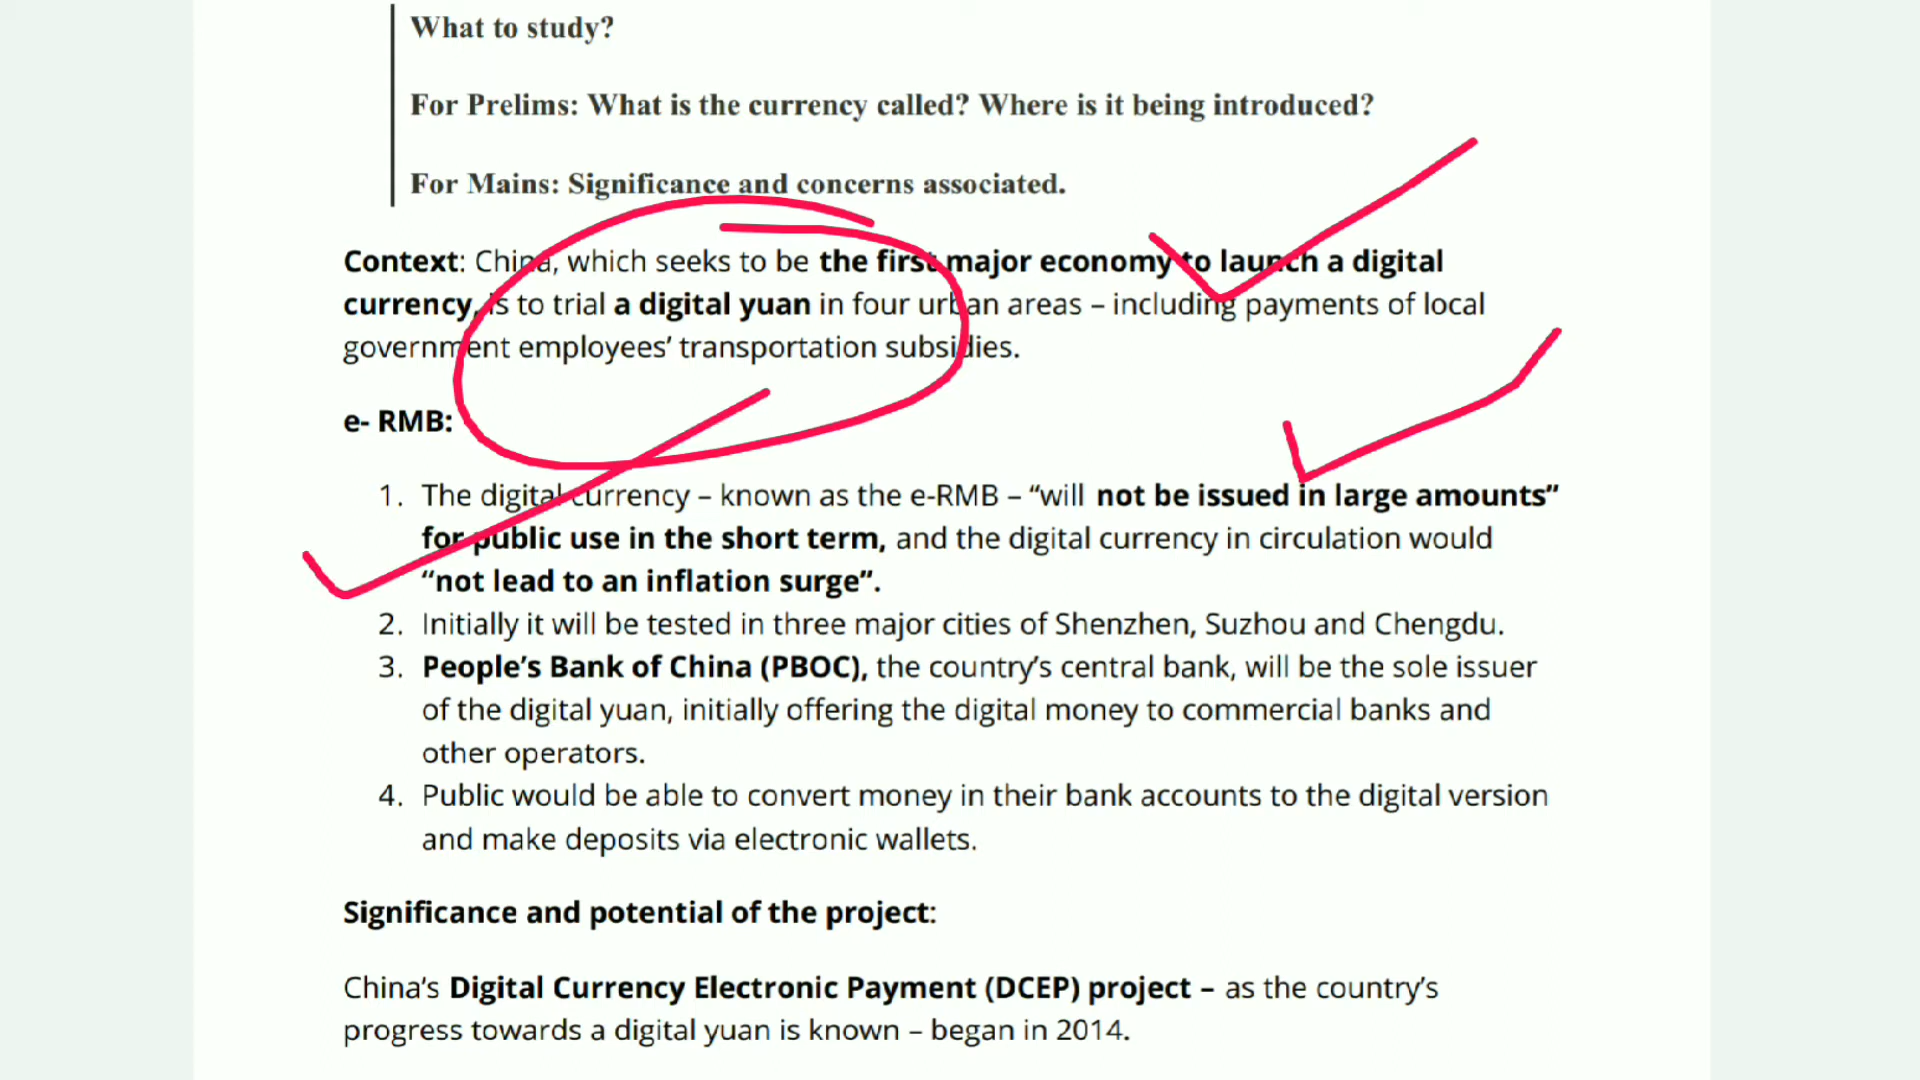 What to study?
For Prelims: What is the currency called? Where is it being introduced?
For Mains: Significance and concerns associated.
Context: China, which seeks to be the first major economy to launch a digital
currency, is to trial a digital yuan in four urban areas – including payments of local
government employees’ transportation subsidies.
e- RMB:
1. The digital currency – known as the e-RMB – “will not be issued in large amounts”
for public use in the short term, and the digital currency in circulation would
“not lead to an inflation surge”.
2. Initially it will be tested in three major cities of Shenzhen, Suzhou and Chengdu.
3. People’s Bank of China (PBOC), the country’s central bank, will be the sole issuer
of the digital yuan, initially offering the digital money to commercial banks and
other operators.
4. Public would be able to convert money in their bank accounts to the digital version
and make deposits via electronic wallets.
Significance and potential of the project:
China’s Digital Currency Electronic Payment (DCEP) project – as the country’s
progress towards a digital yuan is known – began in 2014.